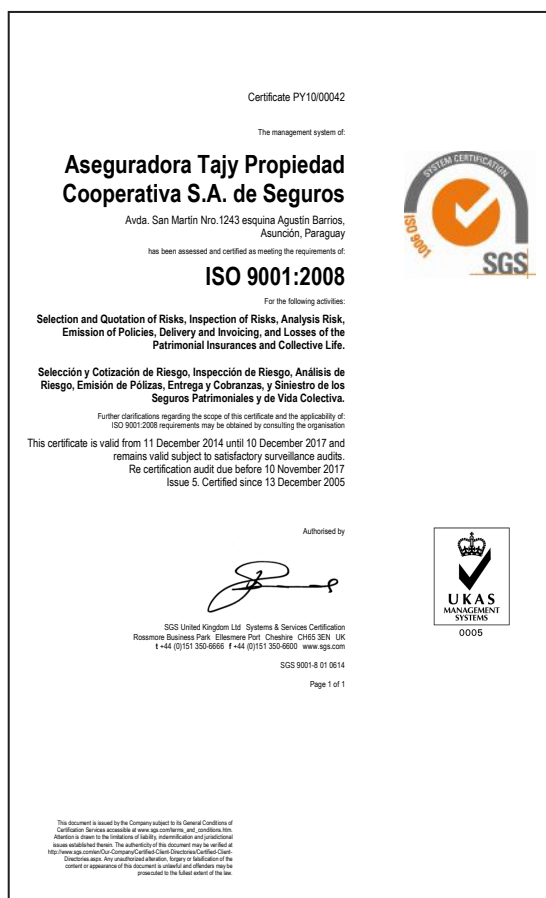 Certificate PY10/00042
The management system of:
Aseguradora Tajy Propiedad
Cooperativa S.A. de Seguros
Avda. San Martín Nro.1243 esquina Agustín Barrios,
Asunción, Paraguay
has been assessed and certified as meeting the requirements of:
ISO 9001:2008
For the following activities:
Selection and Quotation of Risks, Inspection of Risks, Analysis Risk,
Emission of Policies, Delivery and Invoicing, and Losses of the
Patrimonial Insurances and Collective Life.
Selección y Cotización de Riesgo, Inspección de Riesgo, Análisis de
Riesgo, Emisión de Pólizas, Entrega y Cobranzas, y Siniestro de los
Seguros Patrimoniales y de Vida Colectiva.
Further clarifications regarding the scope of this certificate and the applicability of:
ISO 9001:2008 requirements may be obtained by consulting the organisation
This certificate is valid from 11 December 2014 until 10 December 2017 and
remains valid subject to satisfactory surveillance audits.
Re certification audit due before 10 November 2017
Issue 5. Certified since 13 December 2005
Authorised by
SGS United Kingdom Ltd Systems & Services Certification
Rossmore Business Park Ellesmere Port Cheshire CH65 3EN UK
t +44 (0)151 350-6666 f +44 (0)151 350-6600 www.sgs.com
SGS 9001-8 01 0614
Page 1 of 1
This document is issued by the Company subject to its General Conditions of
Certification Services accessible at www.sgs.com/terms_and_conditions.htm.
Attention is drawn to the limitations of liability, indemnification and jurisdictional
issues established therein. The authenticity of this document may be verified at
http://www.sgs.com/en/Our-Company/Certified-Client-Directories/Certified-Client-
Directories.aspx. Any unauthorized alteration, forgery or falsification of the
content or appearance of this document is unlawful and offenders may be
prosecuted to the fullest extent of the law.
SYSTEM CERTIFICATION
ISO 9001
SGS
UKAS
MANAGEMENT
SYSTEMS
0005